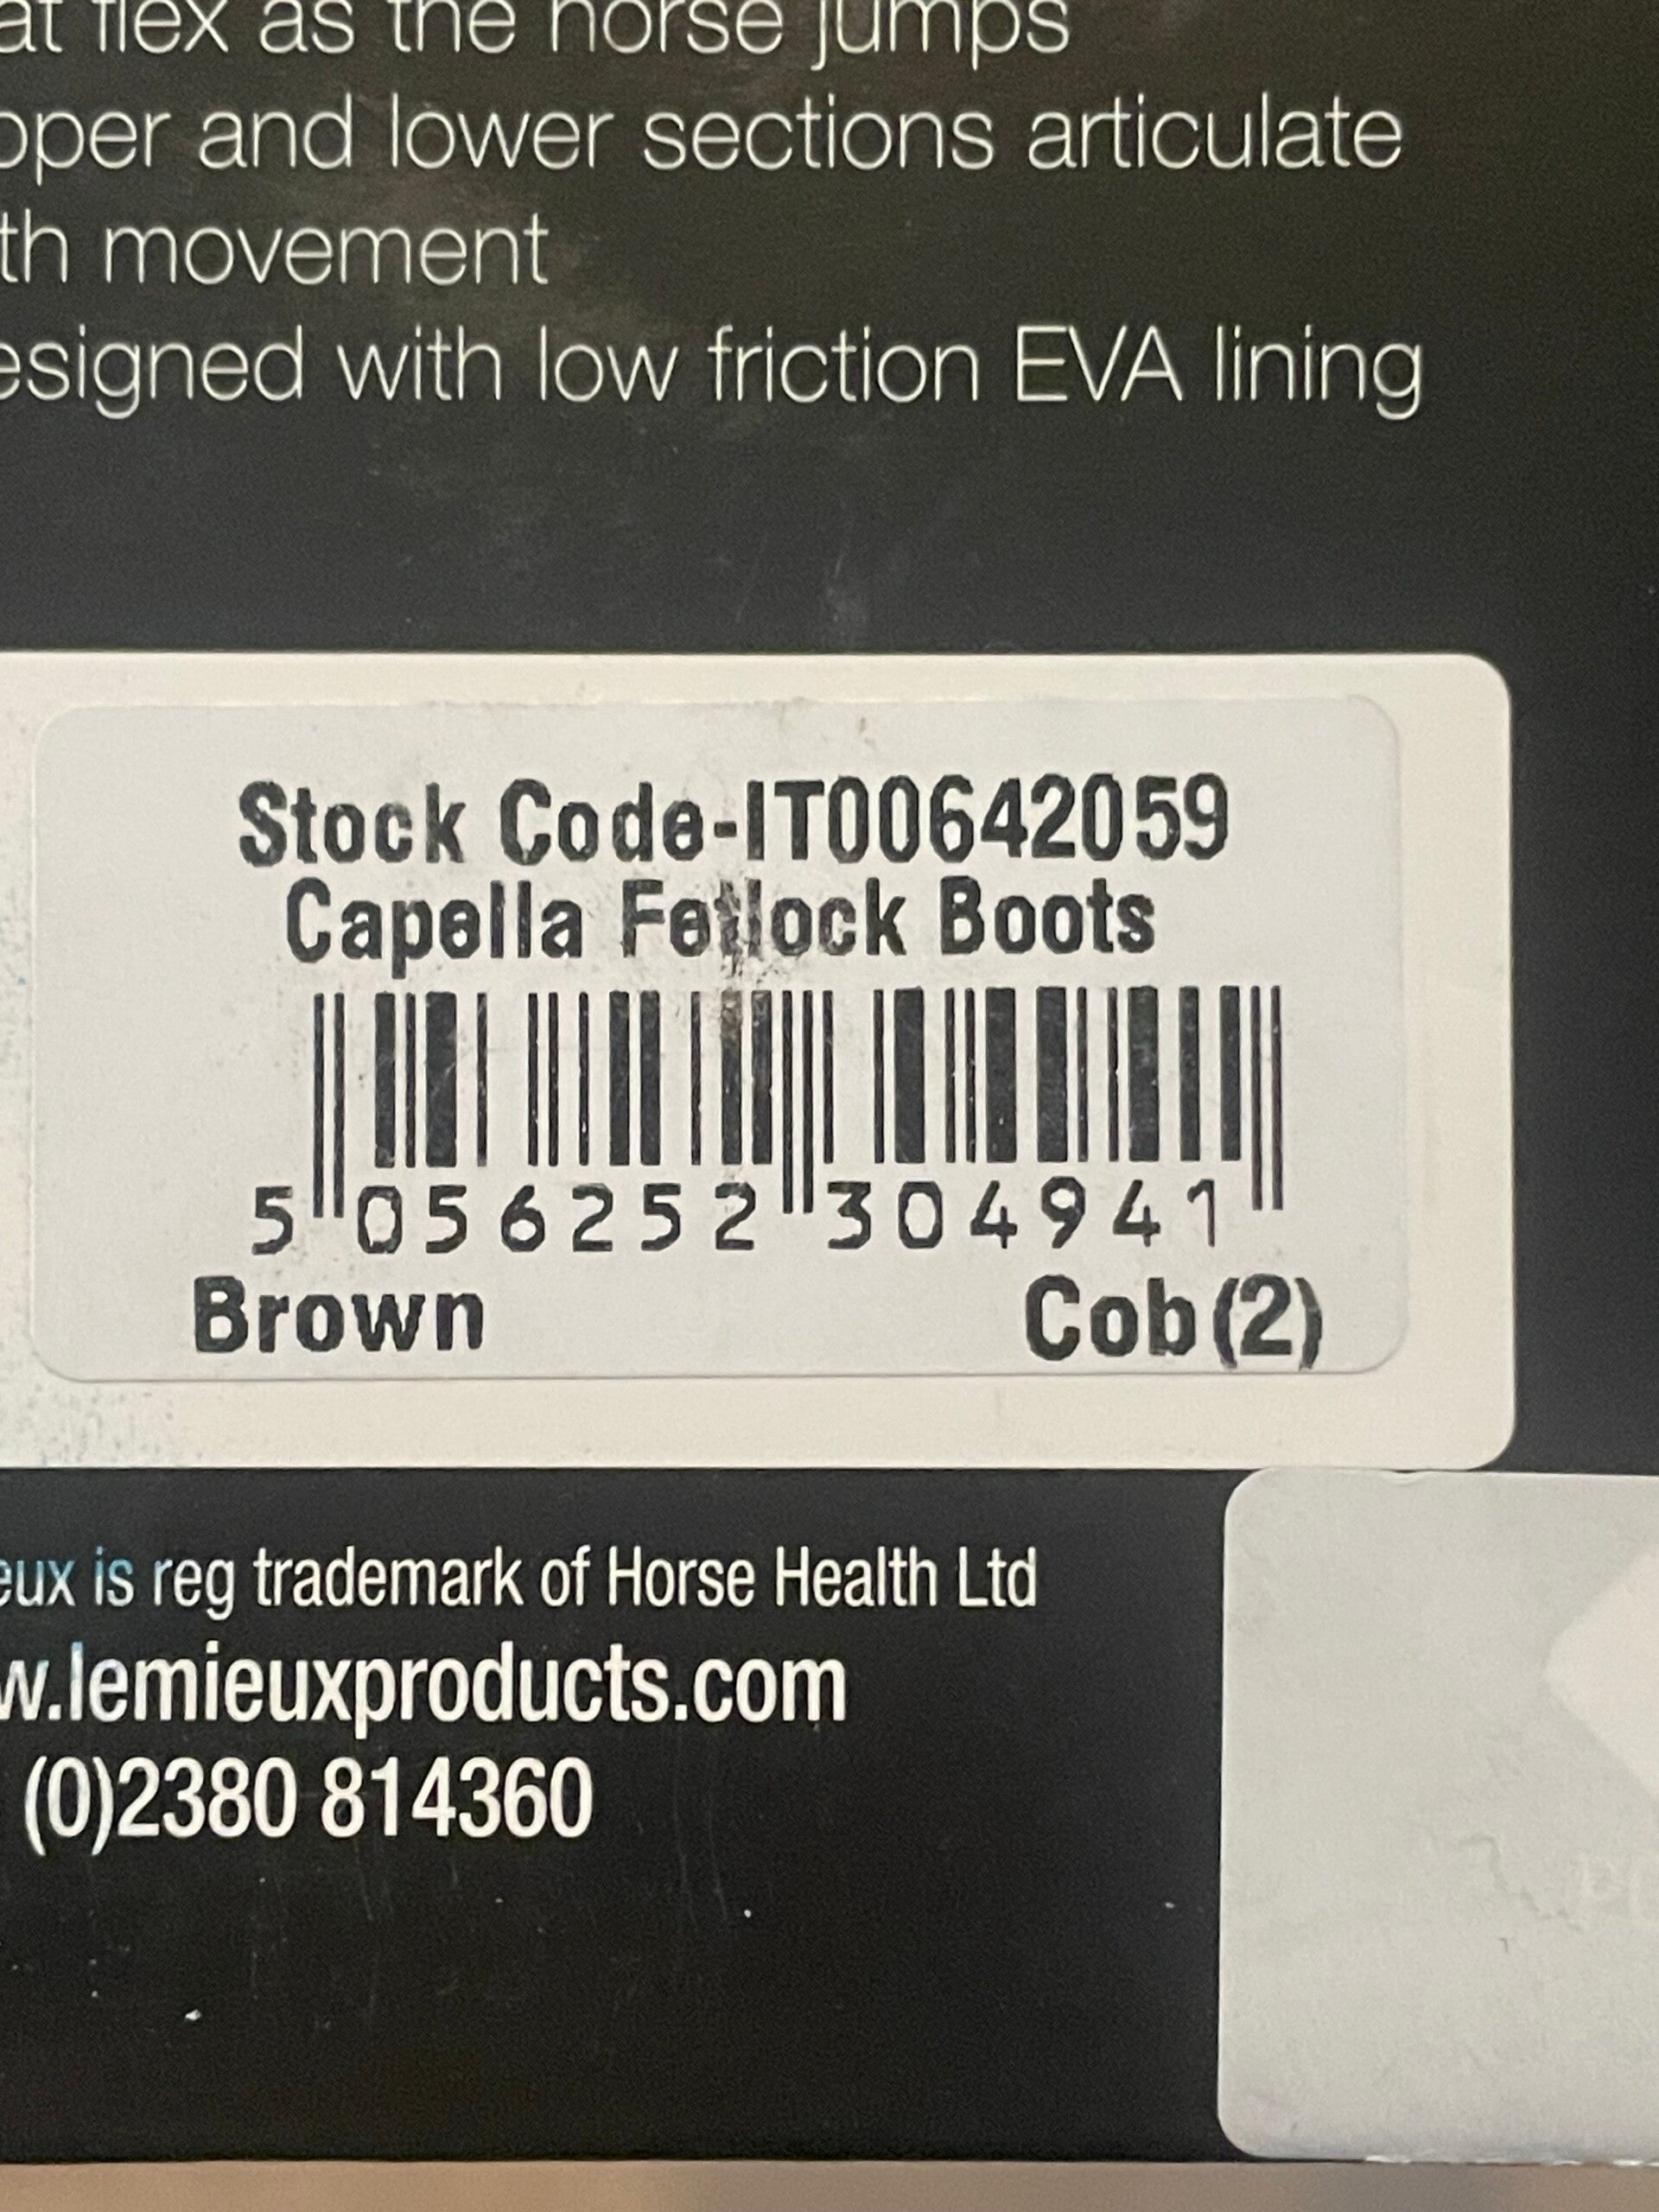 at flex as the horse jumps
pper and lower sections articulate
th movement
esigned with low friction EVA lining
Stock Code-IT00642059
Capella Fetlock Boots
5 056252 304941
Brown Cob(2)
eux is reg trademark of Horse Health Ltd
w.lemieuxproducts.com
(0)2380 814360